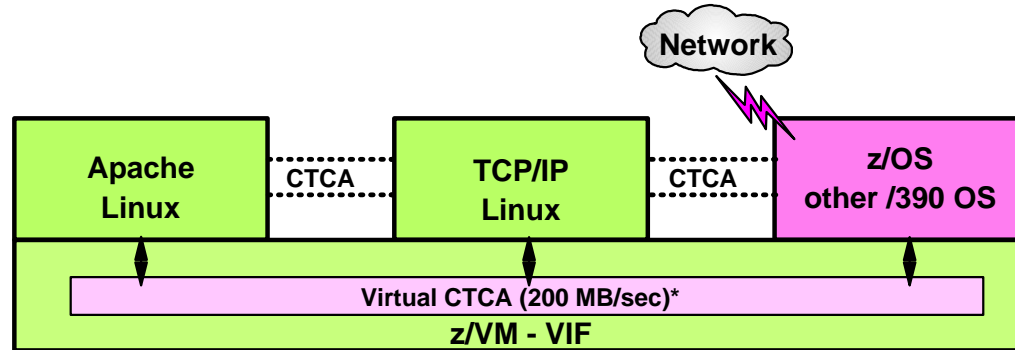 Network
Apache
Linux
CTCA
TCP/IP
Linux
CTCA
z/OS
other /390 OS
Virtual CTCA (200 MB/sec)*
z/VM - VIF